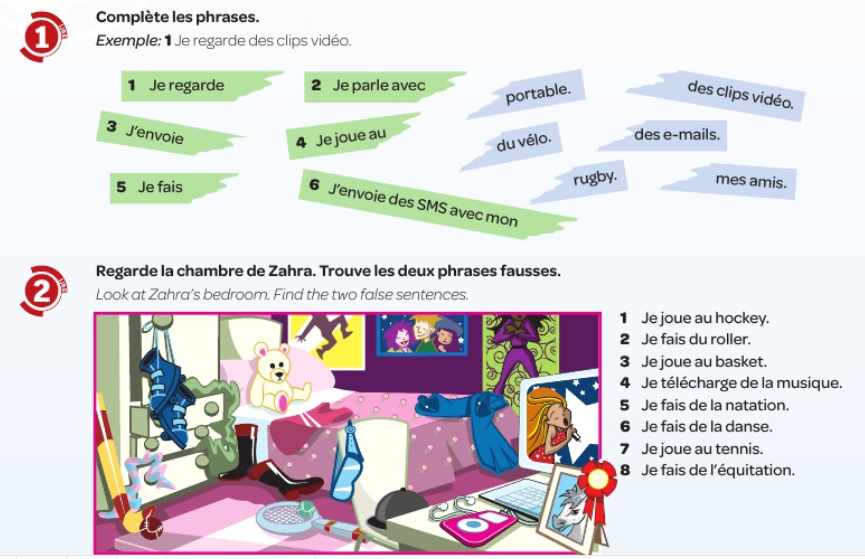 LIRE
1
Complète les phrases.
Exemple: 1 Je regarde des clips vidéo.
1 Je regarde
2 Je parle avec
portable.
des clips vidéo.
3 J'envoie
4 Je joue au
du vélo.
des e-mails.
5 Je fais
6 J'envoie des SMS avec mon
rugby.
mes amis.
LIRE
2
Regarde la chambre de Zahra. Trouve les deux phrases fausses.
Look at Zahra's bedroom. Find the two false sentences.
1 Je joue au hockey.
2 Je fais du roller.
3 Je joue au basket.
4 Je télécharge de la musique.
5 Je fais de la natation.
6 Je fais de la danse.
7 Je joue au tennis.
8 Je fais de l'équitation.